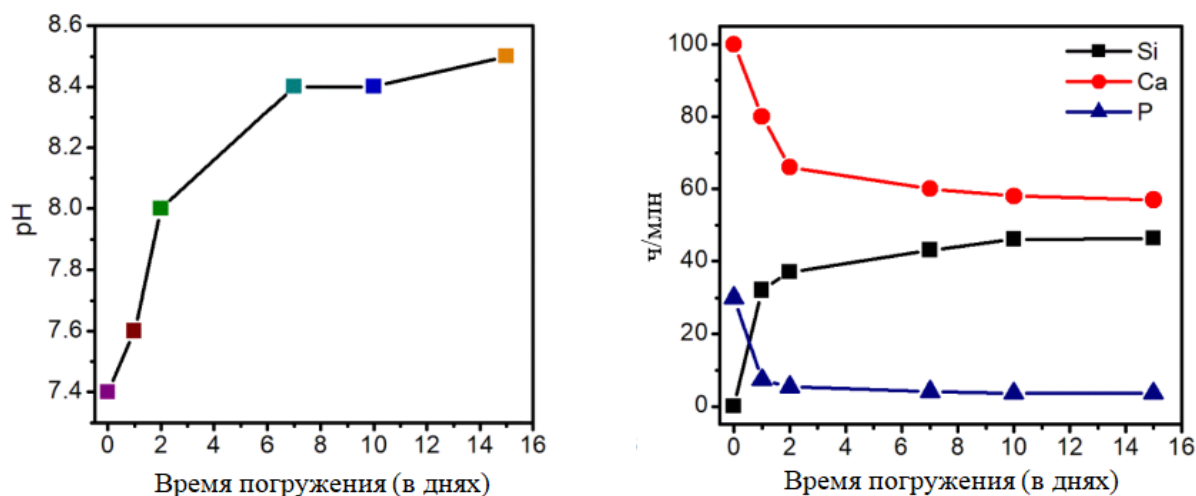 8.6
8.4
8.2
8.0
7.8
7.6
7.4
pH
0 2 4 6 8 10 12 14 16
Время погружения (в днях)
100
80
60
40
20
0
ч/млн
Si
Ca
P
0 2 4 6 8 10 12 14 16
Время погружения (в днях)